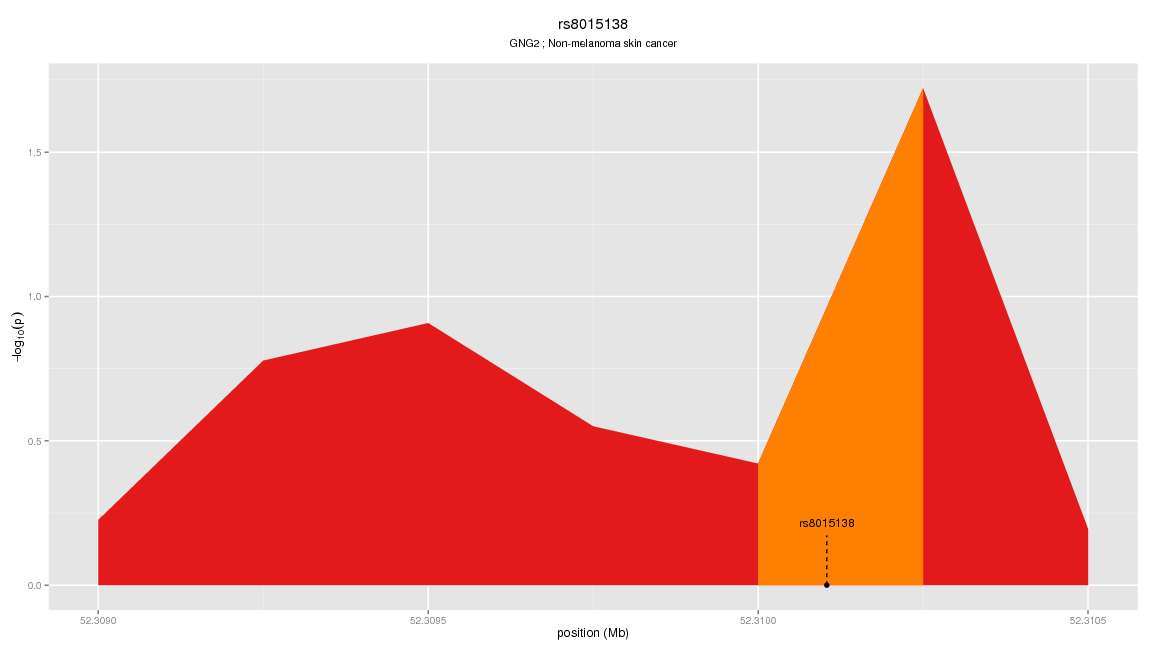 rs8015138
GNG2 ; Non-melanoma skin cancer
−log10(p)
1.5
1.0
0.5
0.0
rs8015138
52.3090
52.3095
52.3100
52.3105
position (Mb)